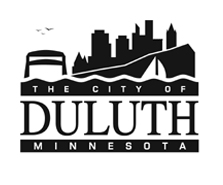 THE CITY OF
DULUTH
MINNESOTA